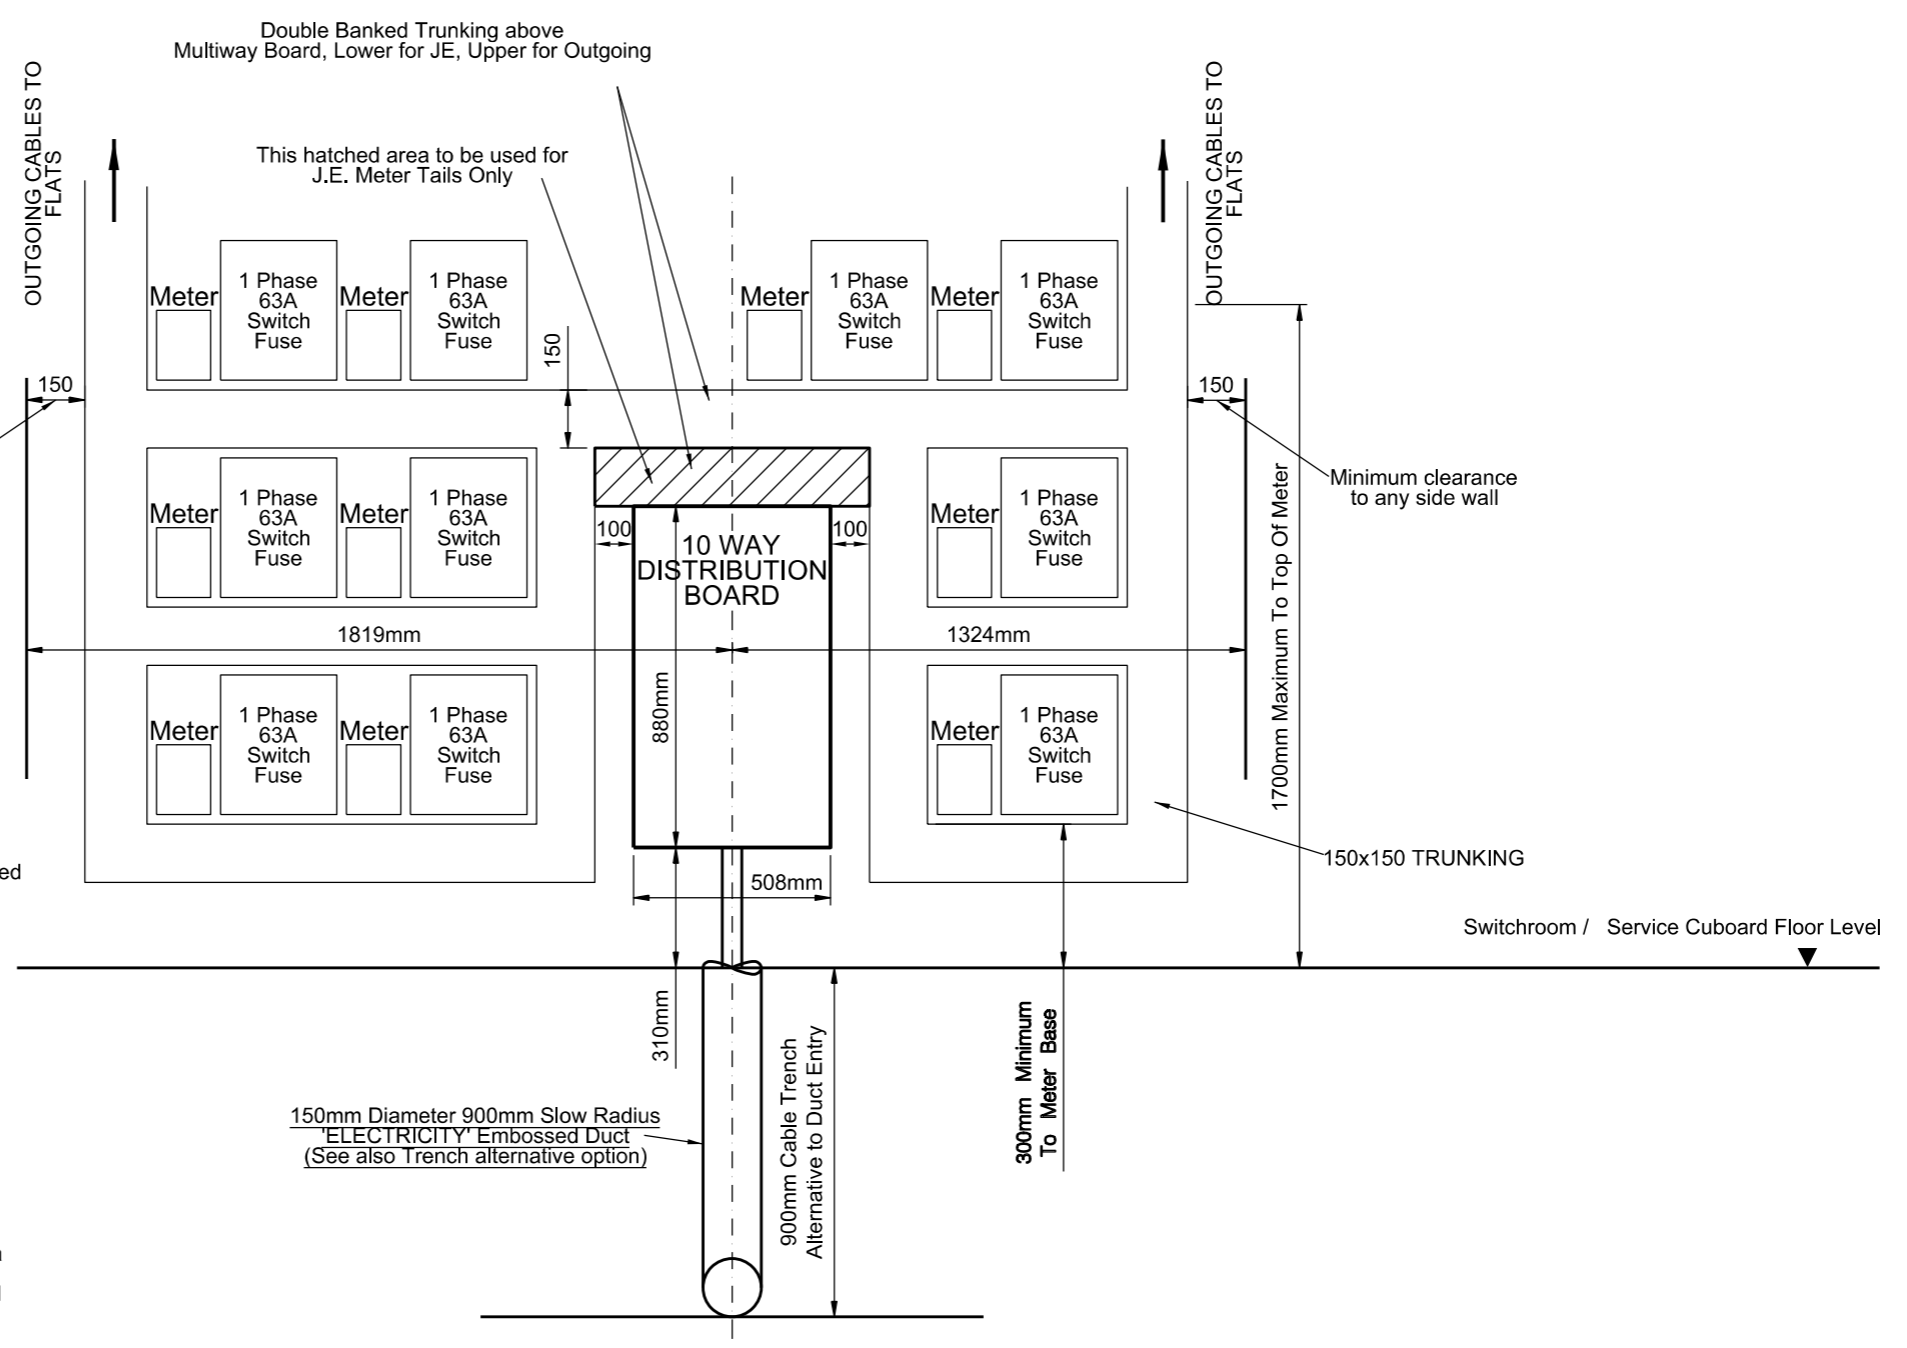 Double Banked Trunking above
Multiway Board, Lower for JE, Upper for Outgoing
OUTGOING CABLES TO
FLATS
This hatched area to be used for
J.E. Meter Tails Only
OUTGOING CABLES TO
FLATS
Meter
1 Phase
63A
Switch
Fuse
Meter
1 Phase
63A
Switch
Fuse
Meter
1 Phase
63A
Switch
Fuse
Meter
1 Phase
63A
Switch
Fuse
150
150
150
Minimum clearance
to any side wall
Meter
1 Phase
63A
Switch
Fuse
Meter
1 Phase
63A
Switch
Fuse
100
100
10 WAY
DISTRIBUTION
BOARD
Meter
1 Phase
63A
Switch
Fuse
1700mm Maximum To Top Of Meter
1819mm
1324mm
880mm
Meter
1 Phase
63A
Switch
Fuse
Meter
1 Phase
63A
Switch
Fuse
Meter
1 Phase
63A
Switch
Fuse
150x150 TRUNKING
ed
508mm
Switchroom / Service Cuboard Floor Level
310mm
900mm Cable Trench
Alternative to Duct Entry
300mm Minimum
To Meter Base
150mm Diameter 900mm Slow Radius
'ELECTRICITY' Embossed Duct
(See also Trench alternative option)